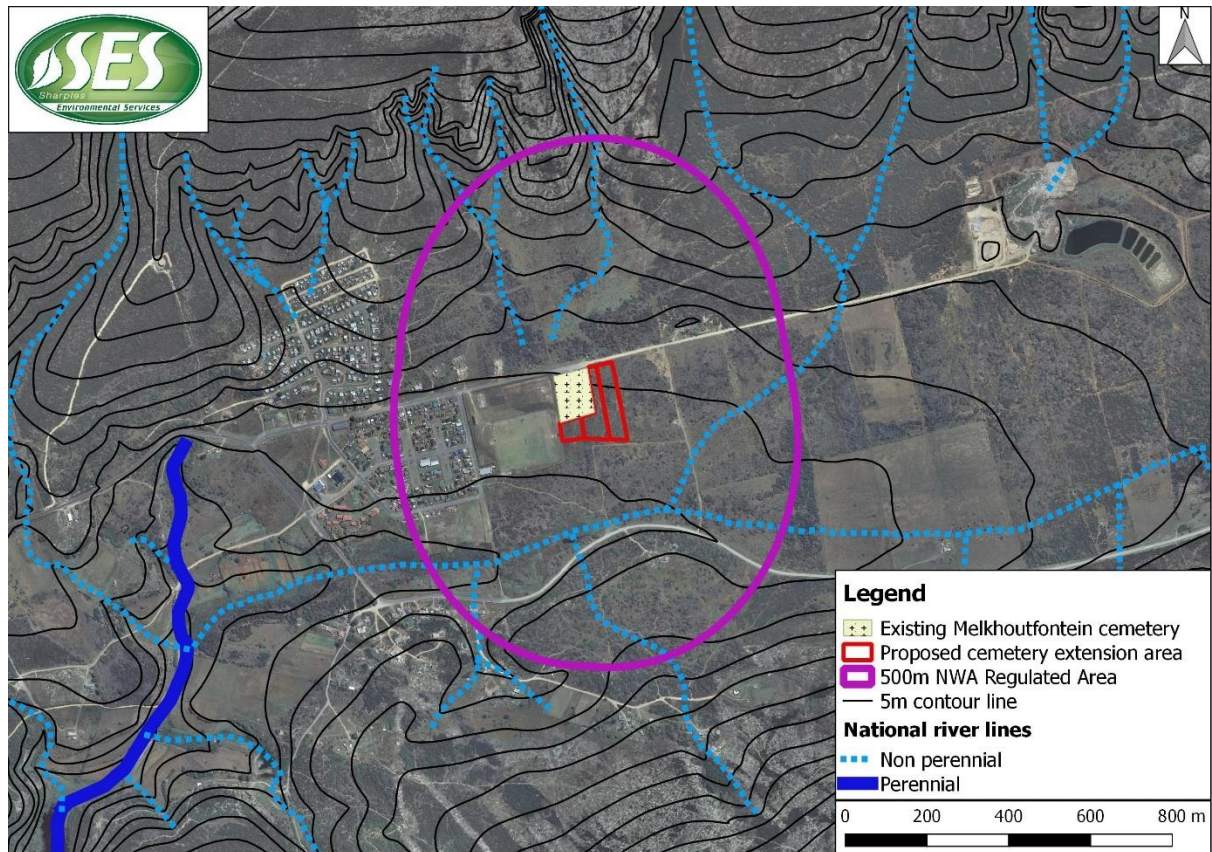 SES
Sharples
Environmental Services
N
Legend
Existing Melkhoutfontein cemetery
Proposed cemetery extension area
500m NWA Regulated Area
5m contour line
National river lines
Non perennial
Perennial
0 200 400 600 800 m